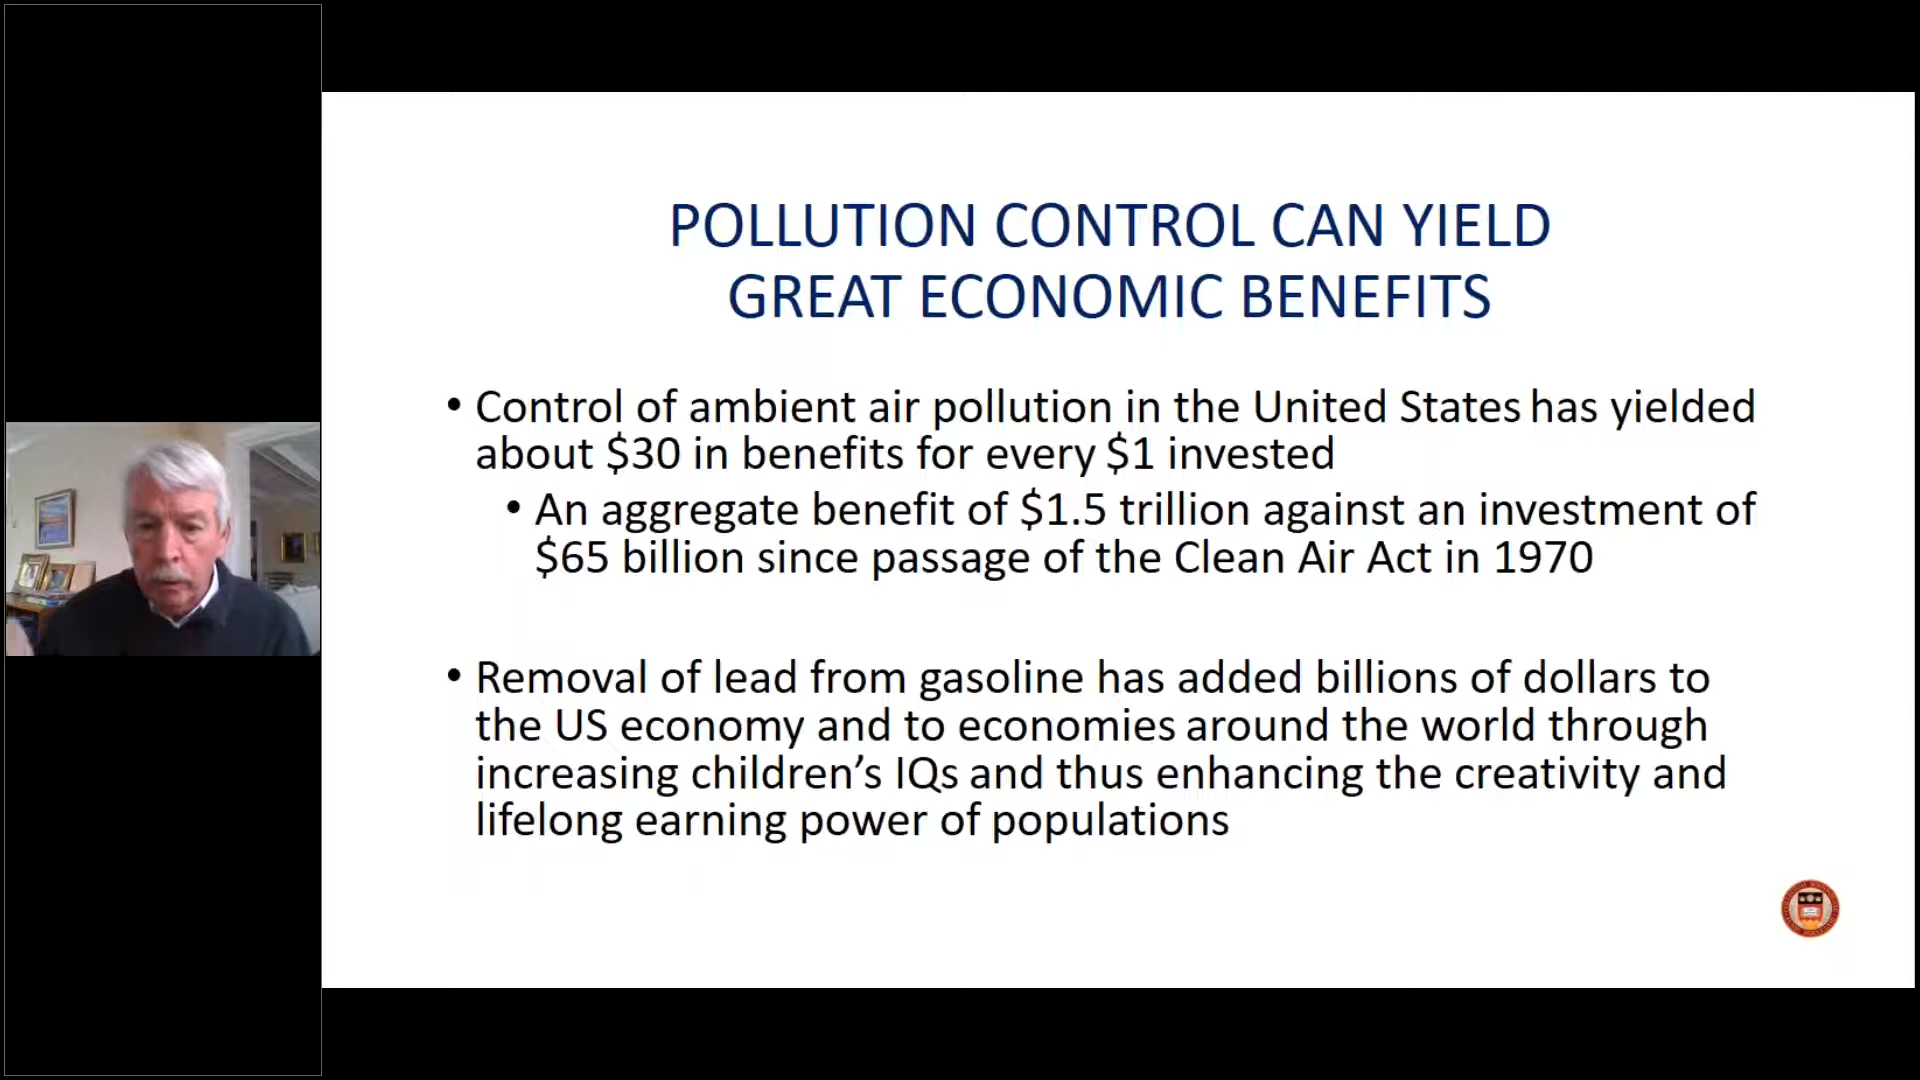 POLLUTION CONTROL CAN YIELD
GREAT ECONOMIC BENEFITS
• Control of ambient air pollution in the United States has yielded
about $30 in benefits for every $1 invested
• An aggregate benefit of $1.5 trillion against an investment of
$65 billion since passage of the Clean Air Act in 1970
• Removal of lead from gasoline has added billions of dollars to
the US economy and to economies around the world through
increasing children’s IQs and thus enhancing the creativity and
lifelong earning power of populations